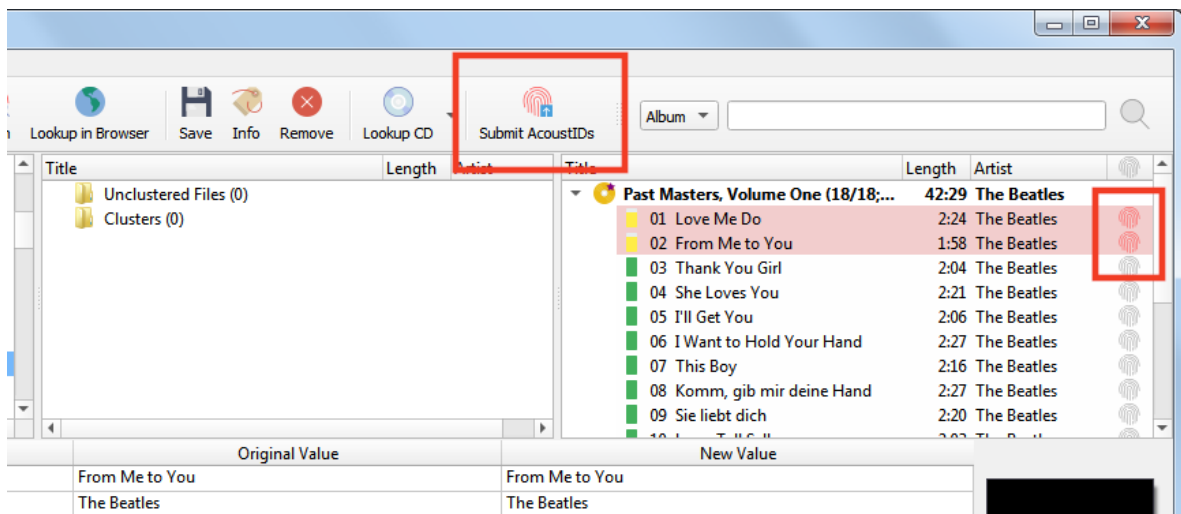 Lookup in Browser Save Info Remove Lookup CD Submit AcoustIDs Album
Title Length Artist
Unclustered Files (0)
Clusters (0)
Title Length Artist
Past Masters, Volume One (18/18;... 42:29 The Beatles
01 Love Me Do 2:24 The Beatles
02 From Me to You 1:58 The Beatles
03 Thank You Girl 2:04 The Beatles
04 She Loves You 2:21 The Beatles
05 I'll Get You 2:06 The Beatles
06 I Want to Hold Your Hand 2:27 The Beatles
07 This Boy 2:16 The Beatles
08 Komm, gib mir deine Hand 2:27 The Beatles
09 Sie liebt dich 2:20 The Beatles
Original Value New Value
From Me to You From Me to You
The Beatles The Beatles